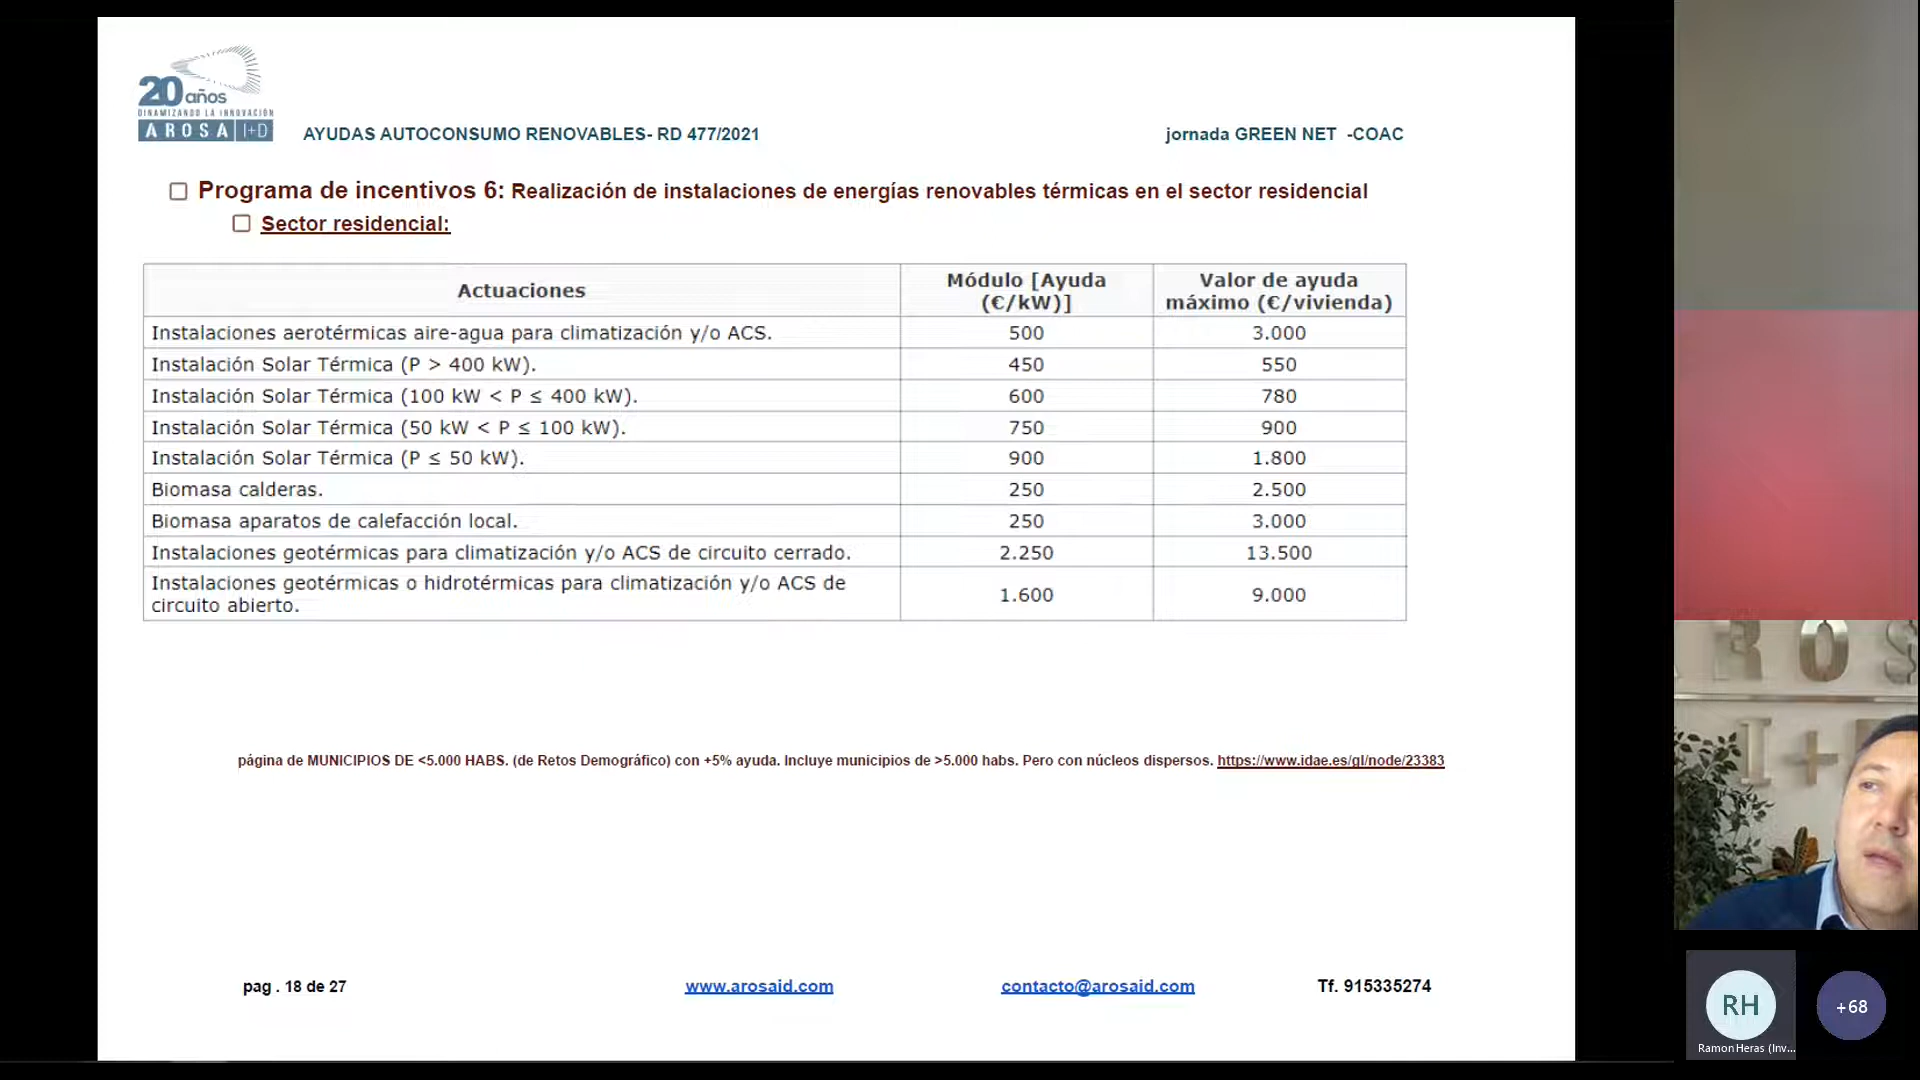 20 años
DINAMIZANDO LA INNOVACIÓN
AROSA I+D
AYUDAS AUTOCONSUMO RENOVABLES- RD 477/2021
jornada GREEN NET -COAC
Programa de incentivos 6: Realización de instalaciones de energías renovables térmicas en el sector residencial
Sector residencial:
Actuaciones
Módulo [Ayuda
(€/kW)]
Valor de ayuda
máximo (€/vivienda)
Instalaciones aerotérmicas aire-agua para climatización y/o ACS. 500 3.000
Instalación Solar Térmica (P > 400 kW). 450 550
Instalación Solar Térmica (100 kW < P ≤ 400 kW). 600 780
Instalación Solar Térmica (50 kW < P ≤ 100 kW). 750 900
Instalación Solar Térmica (P ≤ 50 kW). 900 1.800
Biomasa calderas. 250 2.500
Biomasa aparatos de calefacción local. 250 3.000
Instalaciones geotérmicas para climatización y/o ACS de circuito cerrado. 2.250 13.500
Instalaciones geotérmicas o hidrotérmicas para climatización y/o ACS de
circuito abierto. 1.600 9.000
página de MUNICIPIOS DE <5.000 HABS. (de Retos Demográfico) con +5% ayuda. Incluye municipios de >5.000 habs. Pero con núcleos dispersos. https://www.idae.es/gl/node/23383
pag . 18 de 27
www.arosaid.com
contacto@arosaid.com
Tf. 915335274
ROS
I+
RH
Ramon Heras (Inv...
+68